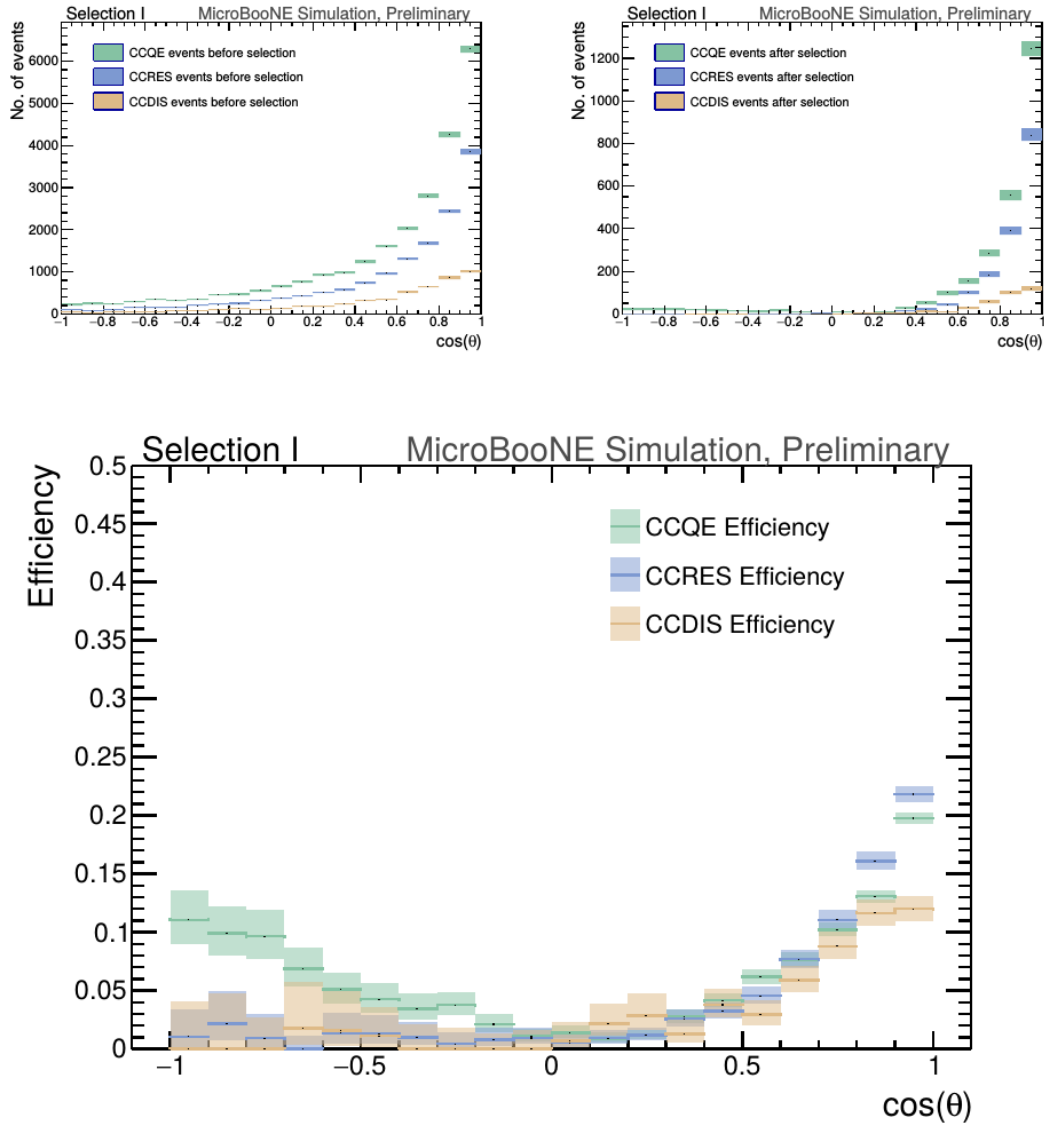 Selection I MicroBooNE Simulation, Preliminary
No. of events
6000
5000
4000
3000
2000
1000
0
CCQE events before selection
CCRES events before selection
CCDIS events before selection
−1 −0.8 −0.6 −0.4 −0.2 0 0.2 0.4 0.6 0.8 1
cos(θ)
Selection I MicroBooNE Simulation, Preliminary
No. of events
1200
1000
800
600
400
200
0
CCQE events after selection
CCRES events after selection
CCDIS events after selection
−1 −0.8 −0.6 −0.4 −0.2 0 0.2 0.4 0.6 0.8 1
cos(θ)
Selection I MicroBooNE Simulation, Preliminary
Efficiency
0.5
0.45
0.4
0.35
0.3
0.25
0.2
0.15
0.1
0.05
0
CCQE Efficiency
CCRES Efficiency
CCDIS Efficiency
−1 −0.5 0 0.5 1
cos(θ)